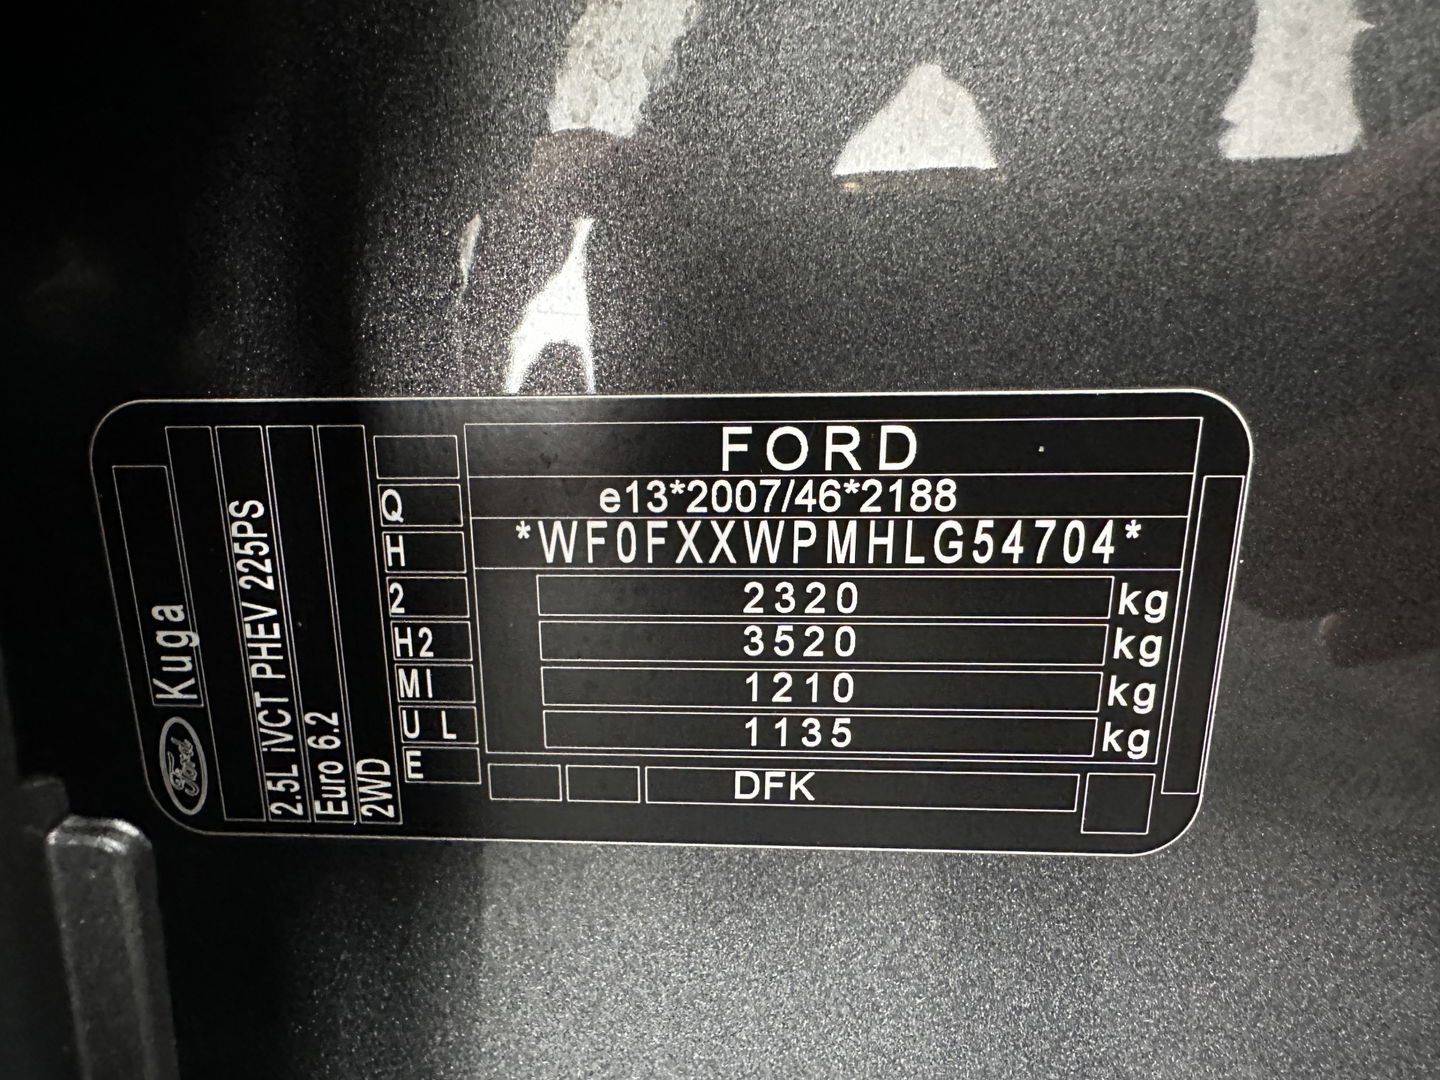 FORD
e13*2007/46*2188
*WF0FXXWPMHLG54704*
2320 kg
3520 kg
1210 kg
1135 kg
DFK
Q
H
2
H2
MI
U L
E
Ford
Kuga
2.5L iVCT PHEV 225PS
Euro 6.2
2WD